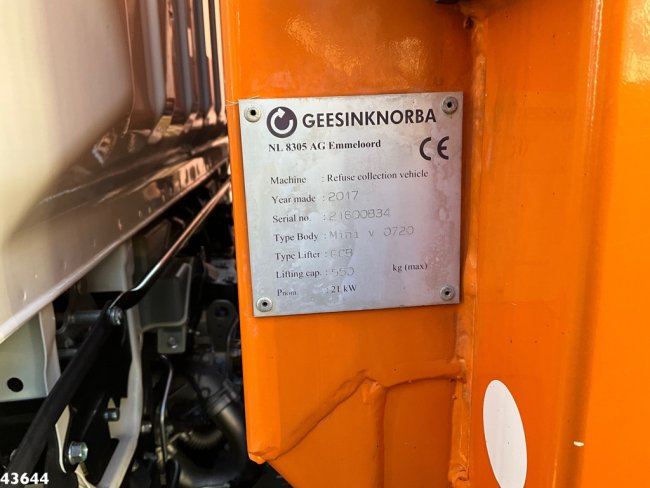 GEESINKNORBA
NL 8305 AG Emmeloord
CE
Machine : Refuse collection vehicle
Year made : 2017
Serial no. : 21600834
Type Body : Mini v 0720
Type Lifter : GCB
Lifting cap. : 550 kg (max)
Pnom. : 21 kW
43644